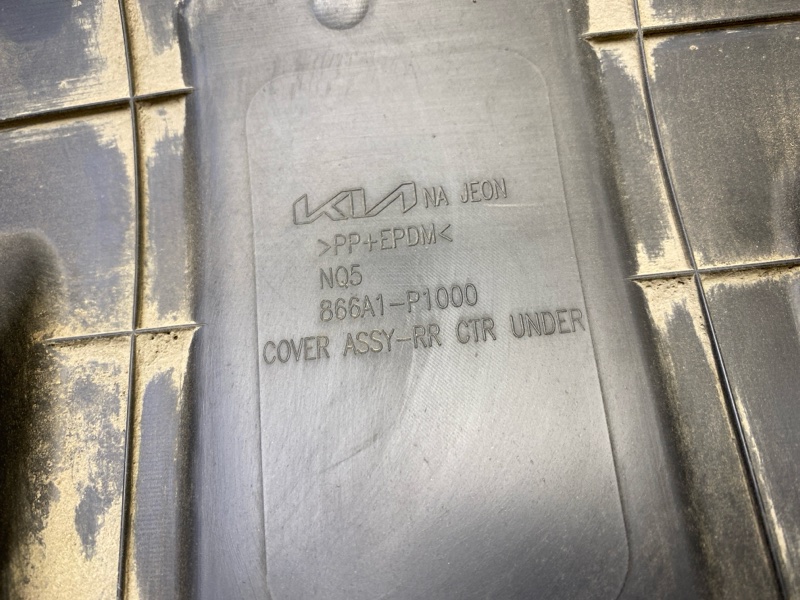 KIA NA JEON
>PP+EPDM<
NQ5
866A1-P1000
COVER ASSY-RR CTR UNDER